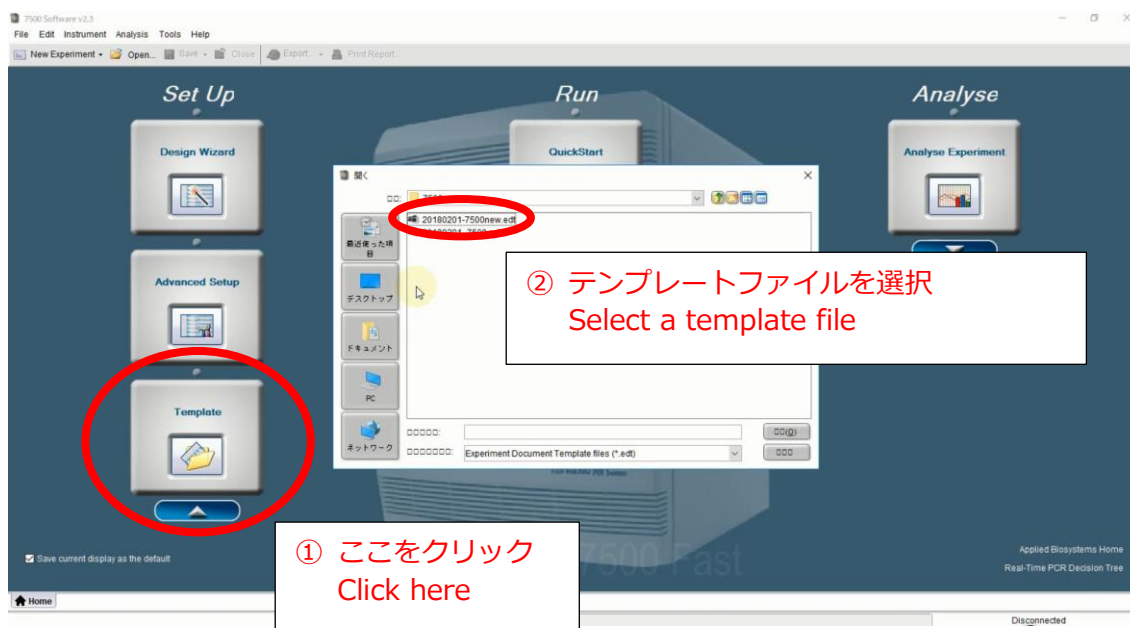 7500 Software v2.3
File Edit Instrument Analysis Tools Help
New Experiment Open... Save Close Export... Print Report...
Set Up
Run
Analyse
Design Wizard
QuickStart
Analyse Experiment
開く
20180201-7500new.edt
最近使った項目
デスクトップ
ドキュメント
PC
ネットワーク
Experiment Document Template files (*.edt)
Advanced Setup
Template
② テンプレートファイルを選択
Select a template file
① ここをクリック
Click here
7500 Fast
Save current display as the default
Applied Biosystems Home
Real-Time PCR Decision Tree
Home
Disconnected